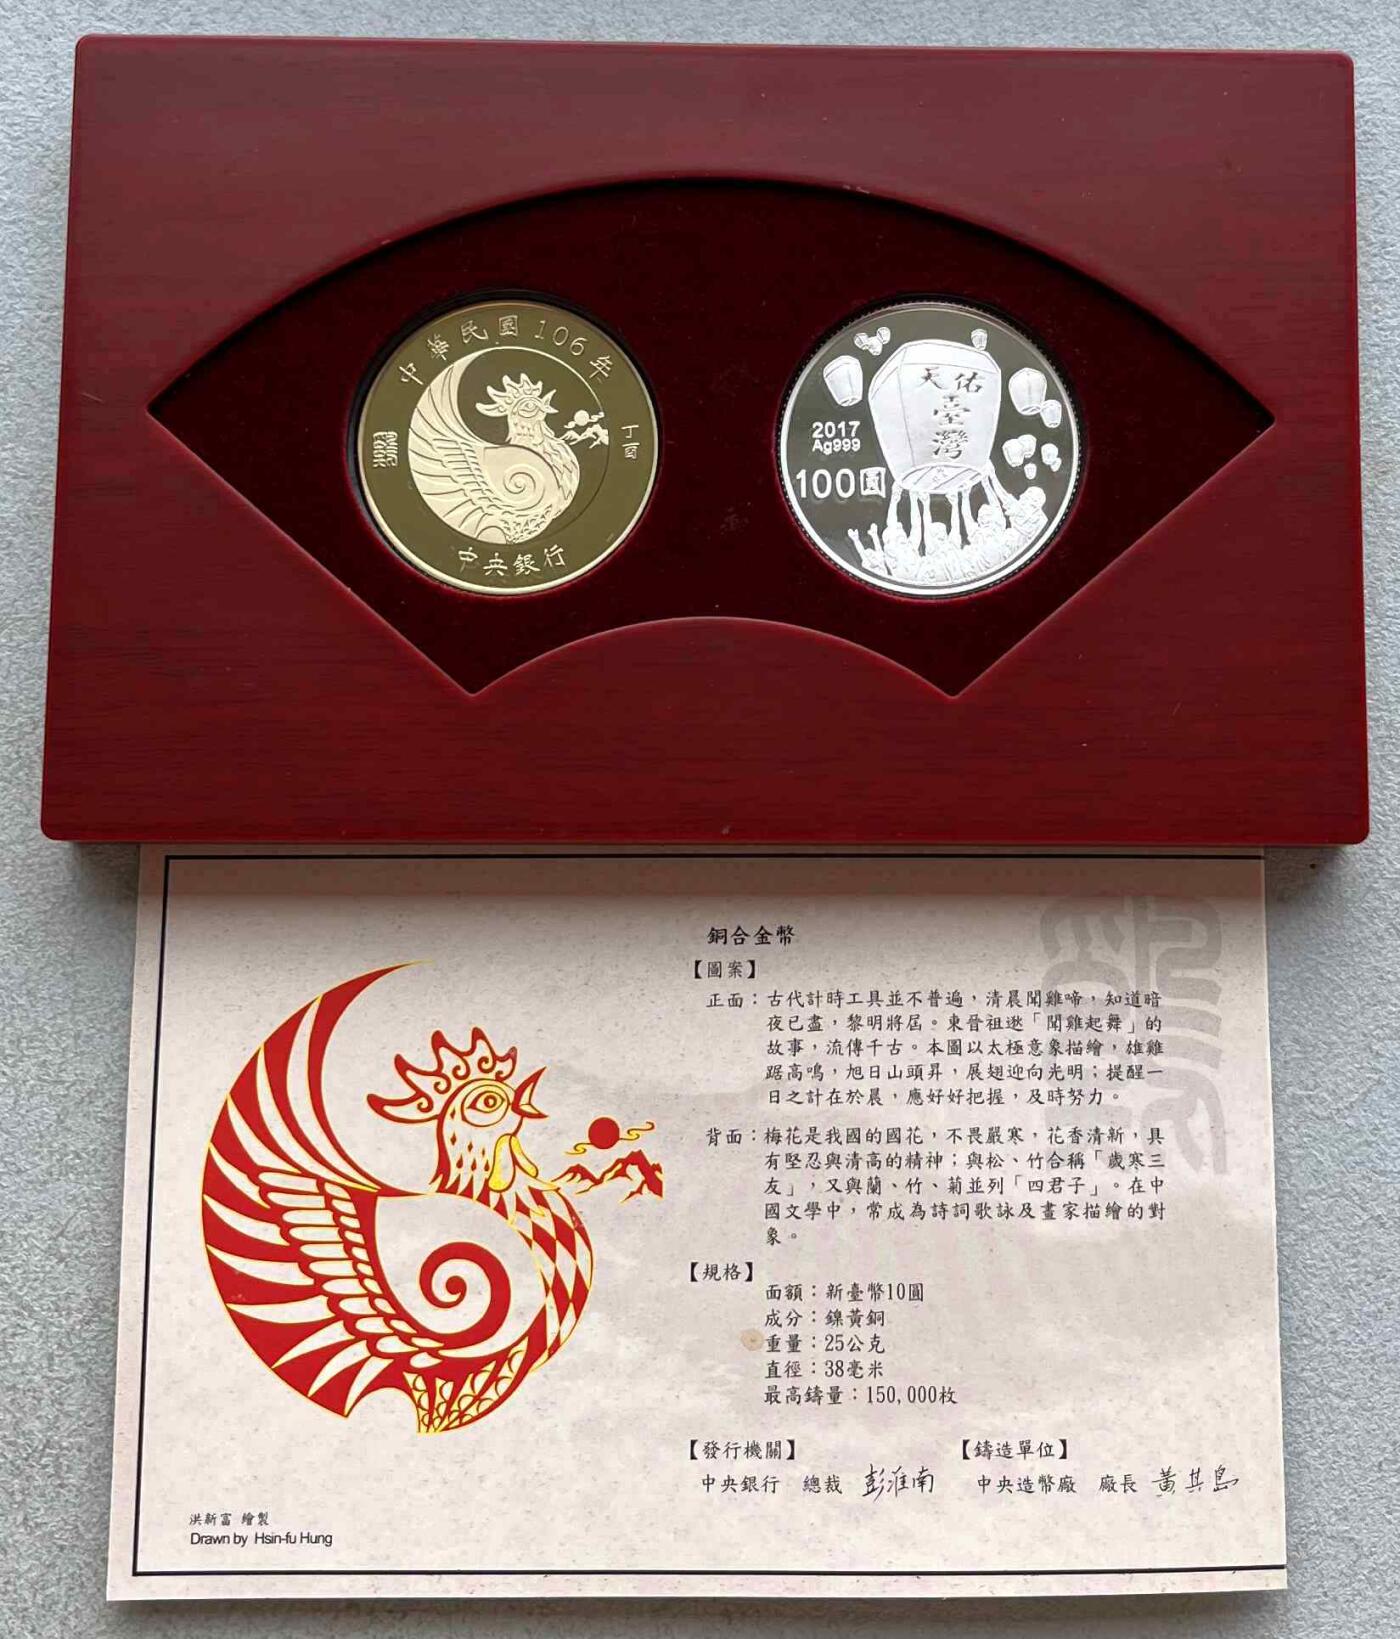 中華民國106年
丁酉
中央銀行
天佑
臺
灣
2017
Ag999
100圓
銅合金幣
【圖案】
正面：古代計時工具並不普遍，清晨聞雞啼，知道暗
夜已盡，黎明將屆。東晉祖逖「聞雞起舞」的
故事，流傳千古。本圖以太極意象描繪，雄雞
踞高鳴，旭日山頭昇，展翅迎向光明；提醒一
日之計在於晨，應好好把握，及時努力。
背面：梅花是我國的國花，不畏嚴寒，花香清新，具
有堅忍與清高的精神；與松、竹合稱「歲寒三
友」，又與蘭、竹、菊並列「四君子」。在中
國文學中，常成為詩詞歌詠及畫家描繪的對
象。
【規格】
面額：新臺幣10圓
成分：鎳黃銅
重量：25公克
直徑：38毫米
最高鑄量：150,000枚
【發行機關】 【鑄造單位】
中央銀行 總裁 彭淮南 中央造幣廠 廠長 黃其昌
洪新富 繪製
Drawn by Hsin-fu Hung